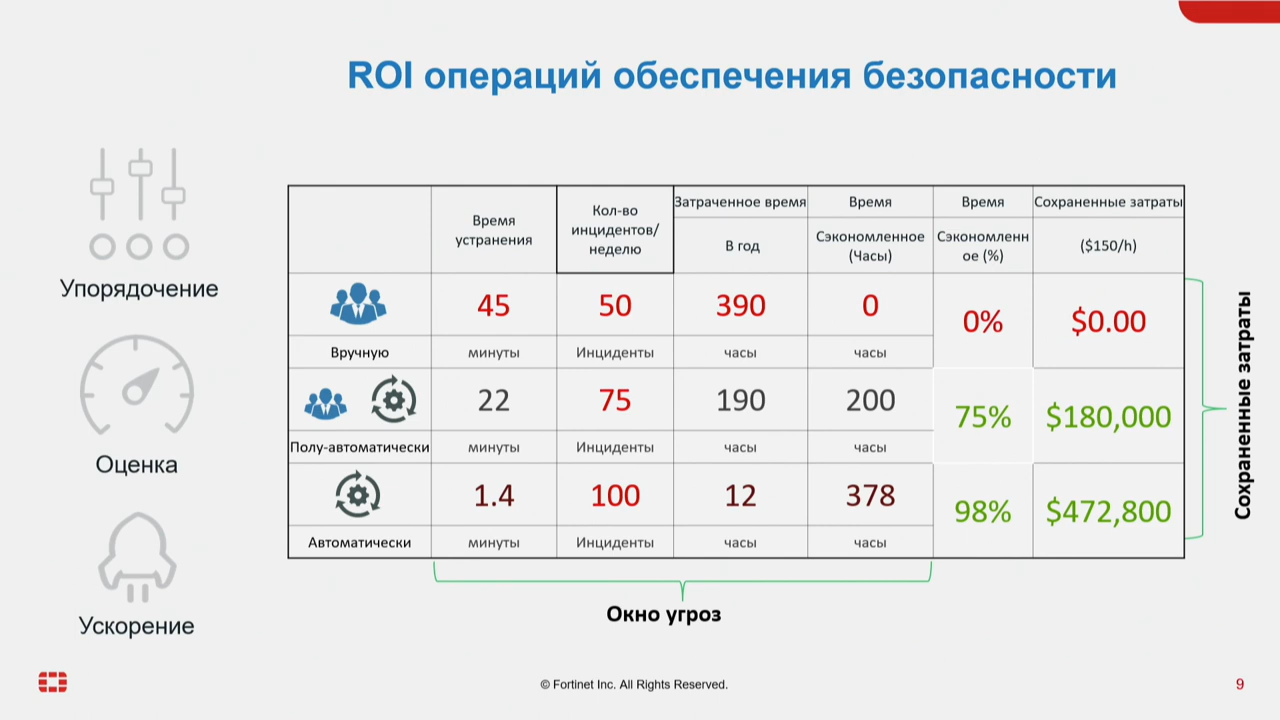 ROI операций обеспечения безопасности
Упорядочение
Оценка
Ускорение
Время
устранения
Кол-во
инцидентов/
неделю
Затраченное время
В год
Время
Сэкономленное
(Часы)
Время
Сэкономленн
ое (%)
Сохраненные затраты
($150/h)
45 50 390 0 0% $0.00
Вручную минуты Инциденты часы часы
22 75 190 200 75% $180,000
Полу-автоматически минуты Инциденты часы часы
1.4 100 12 378 98% $472,800
Автоматически минуты Инциденты часы часы
Сохраненные затраты
Окно угроз
© Fortinet Inc. All Rights Reserved.
9